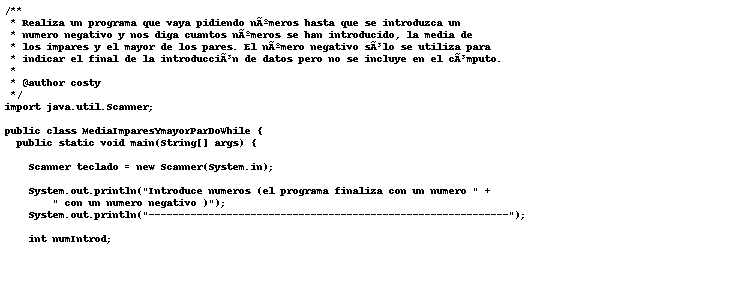 /**
 * Realiza un programa que vaya pidiendo nÃºmeros hasta que se introduzca un
 * numero negativo y nos diga cuantos nÃºmeros se han introducido, la media de
 * los impares y el mayor de los pares. El nÃºmero negativo sÃ³lo se utiliza para
 * indicar el final de la introducciÃ³n de datos pero no se incluye en el cÃ³mputo.
 *
 * @author costy
 */
import java.util.Scanner;
public class MediaImparesYmayorParDoWhile {
  public static void main(String[] args) {
    Scanner teclado = new Scanner(System.in);
    System.out.println("Introduce numeros (el programa finaliza con un numero " +
        " con un numero negativo )");
    System.out.println("------------------------------------------------------------");
    int numIntrod;